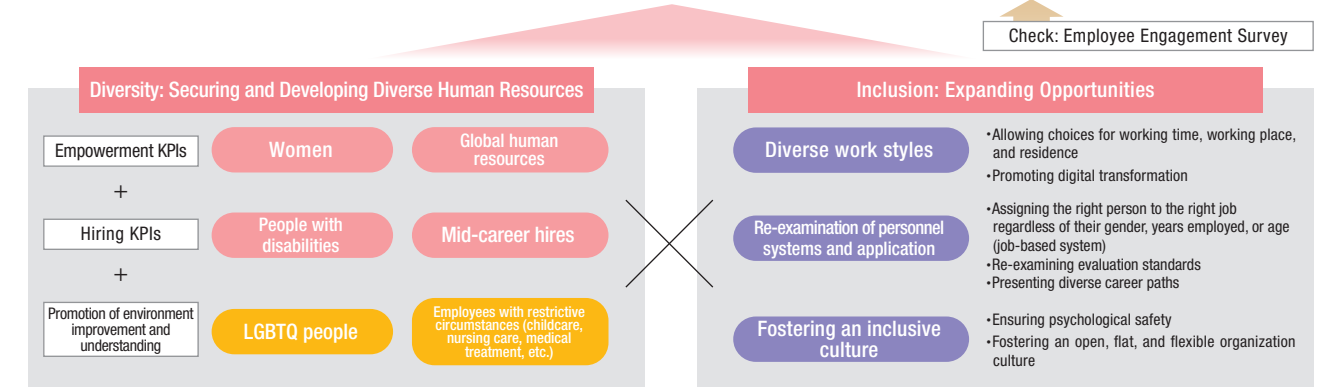 Check: Employee Engagement Survey
Diversity: Securing and Developing Diverse Human Resources
Empowerment KPIs
Women
Global human
resources
+
Hiring KPIs
People with
disabilities
Mid-career hires
+
Promotion of environment
improvement and
understanding
LGBTQ people
Employees with restrictive
circumstances (childcare,
nursing care, medical
treatment, etc.)
Inclusion: Expanding Opportunities
Diverse work styles
•Allowing choices for working time, working place,
and residence
•Promoting digital transformation
Re-examination of personnel
systems and application
•Assigning the right person to the right job
regardless of their gender, years employed, or age
(job-based system)
•Re-examining evaluation standards
•Presenting diverse career paths
Fostering an inclusive
culture
•Ensuring psychological safety
•Fostering an open, flat, and flexible organization
culture